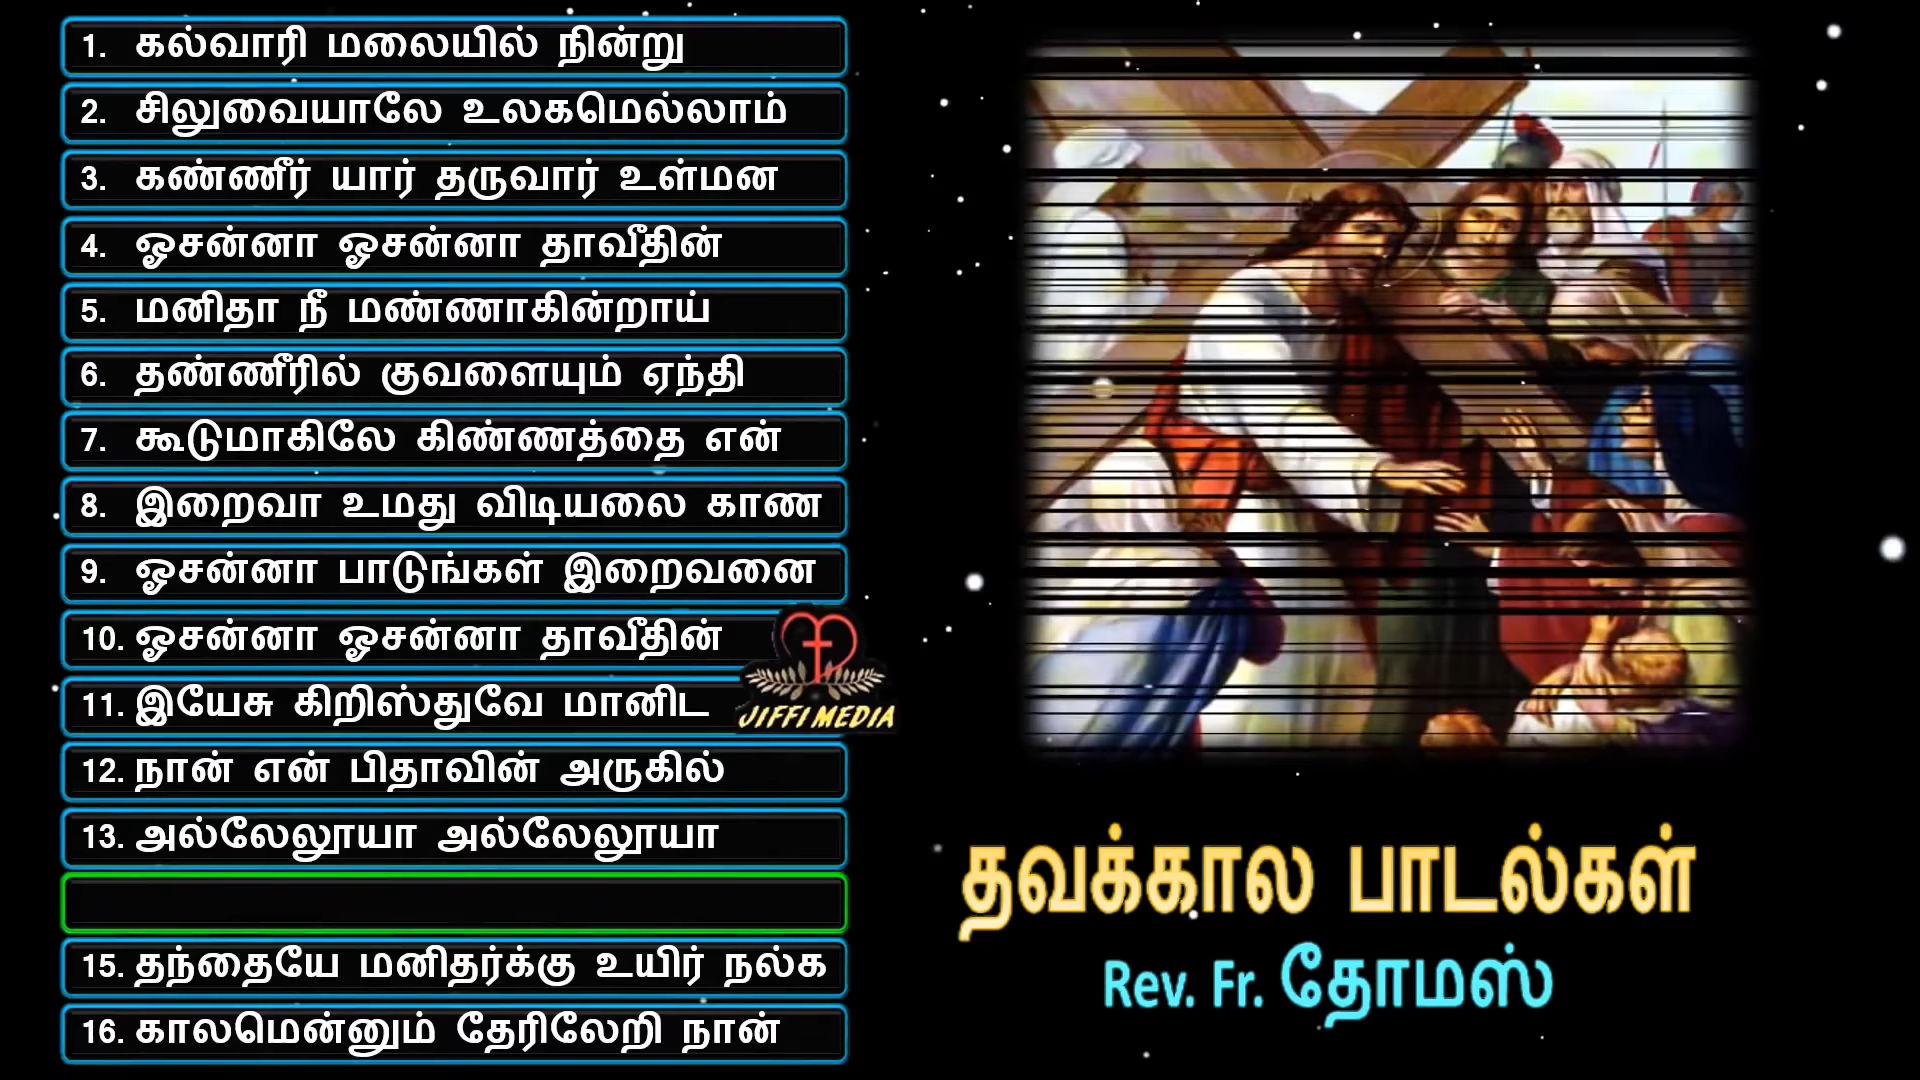 1. கல்வாரி மலையில் நின்று
2. சிலுவையாலே உலகமெல்லாம்
3. கண்ணீர் யார் தருவார் உள்மன
4. ஓசன்னா ஓசன்னா தாவீதின்
5. மனிதா நீ மண்ணாகின்றாய்
6. தண்ணீரில் குவளையும் ஏந்தி
7. கூடுமாகிலே கிண்ணத்தை என்
8. இறைவா உமது விடியலை காண
9. ஓசன்னா பாடுங்கள் இறைவனை
10. ஓசன்னா ஓசன்னா தாவீதின்
11. இயேசு கிறிஸ்துவே மானிட
12. நான் என் பிதாவின் அருகில்
13. அல்லேலூயா அல்லேலூயா
15. தந்தையே மனிதர்க்கு உயிர் நல்க
16. காலமென்னும் தேரிலேறி நான்
JIFFI MEDIA
தவக்கால பாடல்கள்
Rev. Fr. தோமஸ்